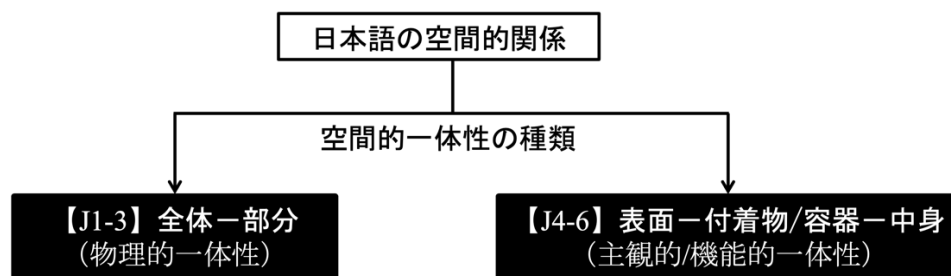 日本語の空間的関係
空間的一体性の種類
【J1-3】全体－部分
（物理的一体性）
【J4-6】表面－付着物/容器－中身
（主観的/機能的一体性）